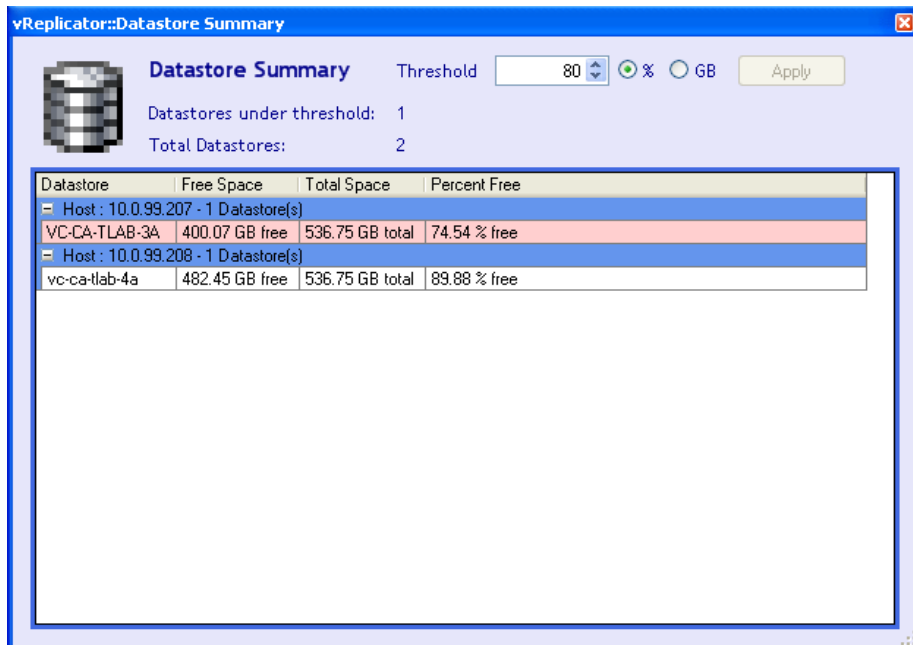 vReplicator::Datastore Summary
Datastore Summary Threshold 80 % GB Apply
Datastores under threshold: 1
Total Datastores: 2
Datastore Free Space Total Space Percent Free
Host : 10.0.99.207 - 1 Datastore(s)
VC-CA-TLAB-3A 400.07 GB free 536.75 GB total 74.54 % free
Host : 10.0.99.208 - 1 Datastore(s)
vc-ca-tlab-4a 482.45 GB free 536.75 GB total 89.88 % free